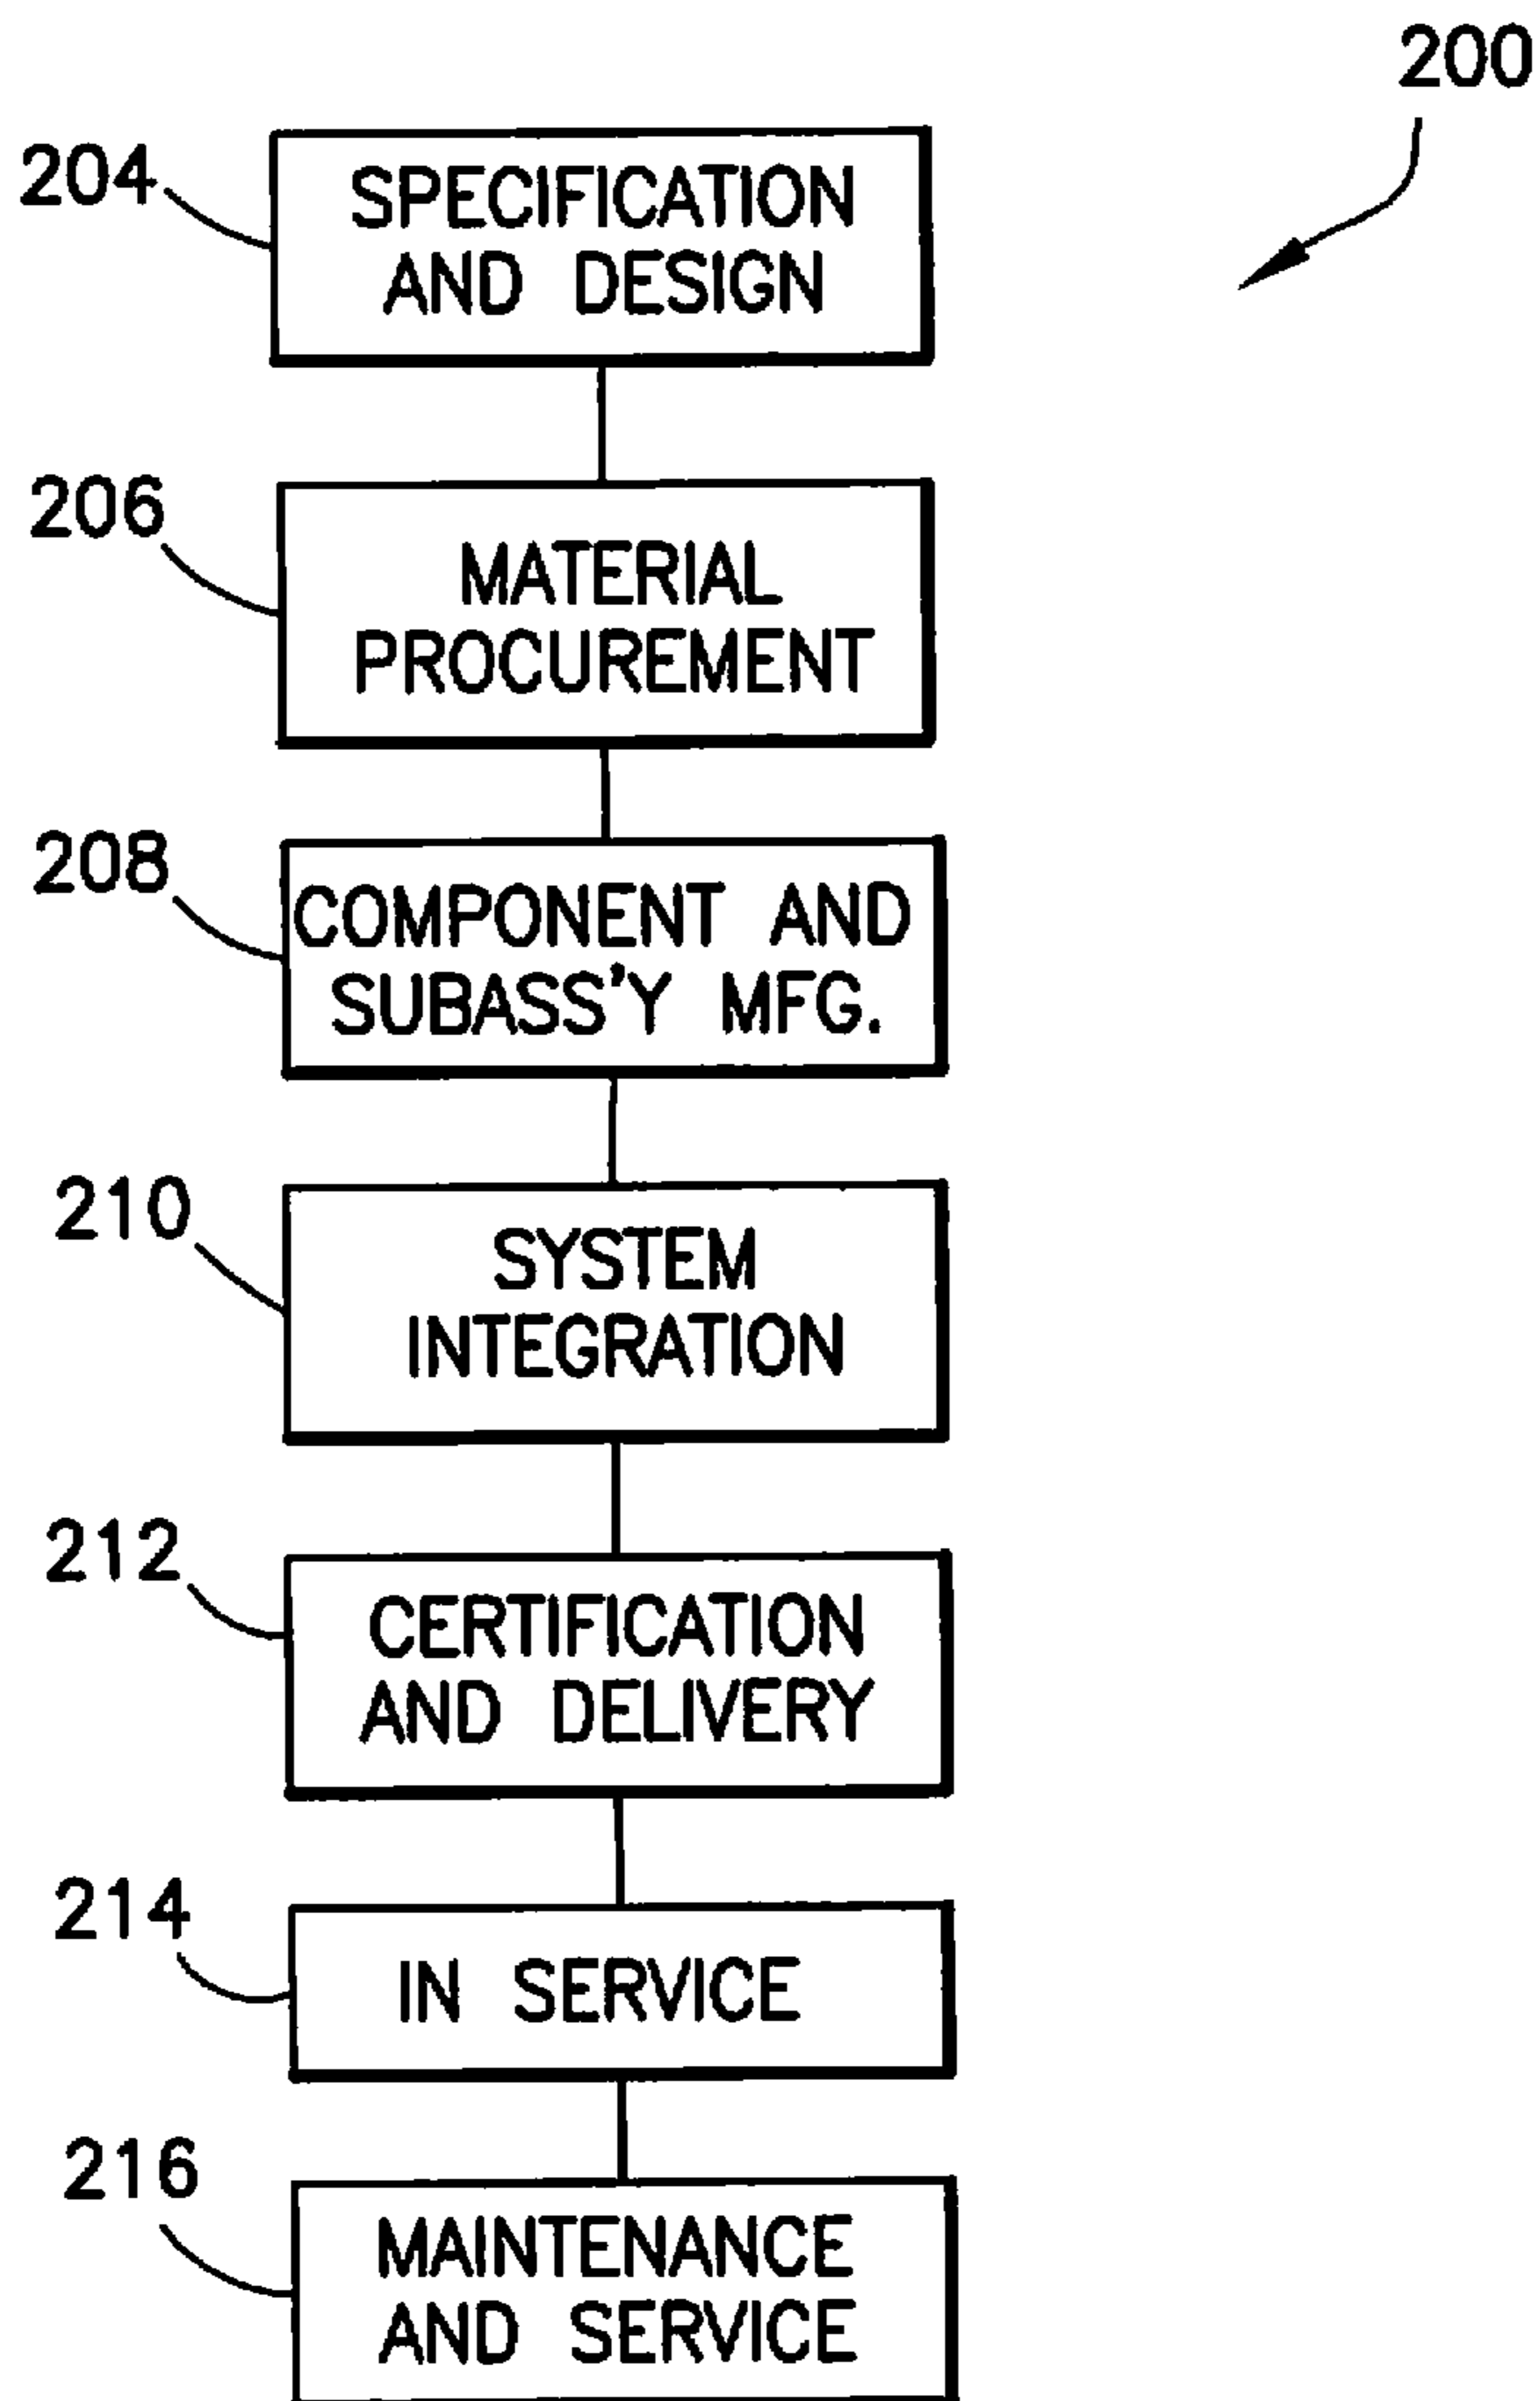 200
204
SPECIFICATION
AND DESIGN
206
MATERIAL
PROCUREMENT
208
COMPONENT AND
SUBASS'Y MFG.
210
SYSTEM
INTEGRATION
212
CERTIFICATION
AND DELIVERY
214
IN SERVICE
216
MAINTENANCE
AND SERVICE